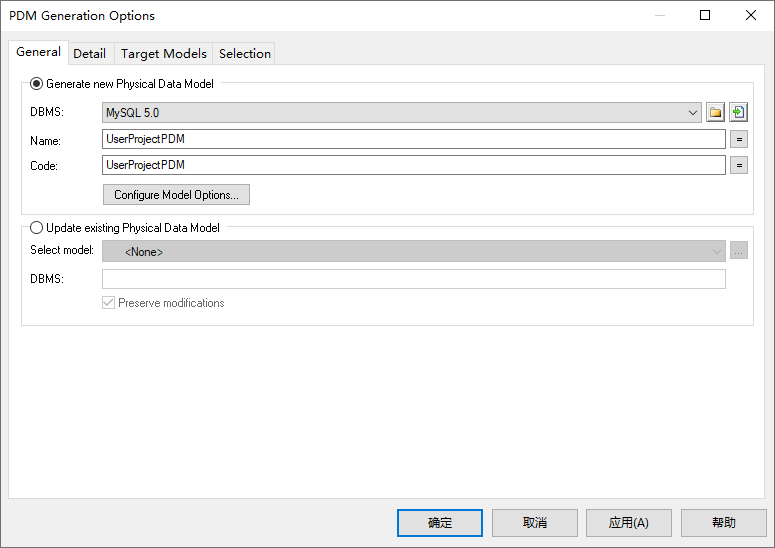 PDM Generation Options
General Detail Target Models Selection
Generate new Physical Data Model
DBMS: MySQL 5.0
Name: UserProjectPDM =
Code: UserProjectPDM =
Configure Model Options...
Update existing Physical Data Model
Select model: <None> ...
DBMS:
Preserve modifications
确定 取消 应用(A) 帮助